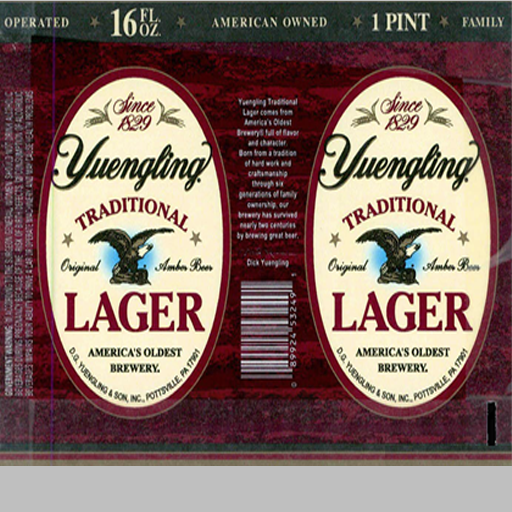 OPERATED ★ 16 FL. OZ. ★ AMERICAN OWNED ★ 1 PINT ★ FAMILY
Since
1829
Yuengling
TRADITIONAL
Original Amber Beer
LAGER
AMERICA'S OLDEST
BREWERY.
D.G. YUENGLING & SON, INC., POTTSVILLE, PA 17901
Yuengling Traditional
Lager comes from
America's Oldest
Brewery® full of flavor
and character.
Born from a tradition
of hard work and
craftsmanship
through six
generations of family
ownership, our
brewery has survived
nearly two centuries
by brewing great beer.
Dick Yuengling
Since
1829
Yuengling
TRADITIONAL
Original Amber Beer
LAGER
AMERICA'S OLDEST
BREWERY.
D.G. YUENGLING & SON, INC., POTTSVILLE, PA 17901